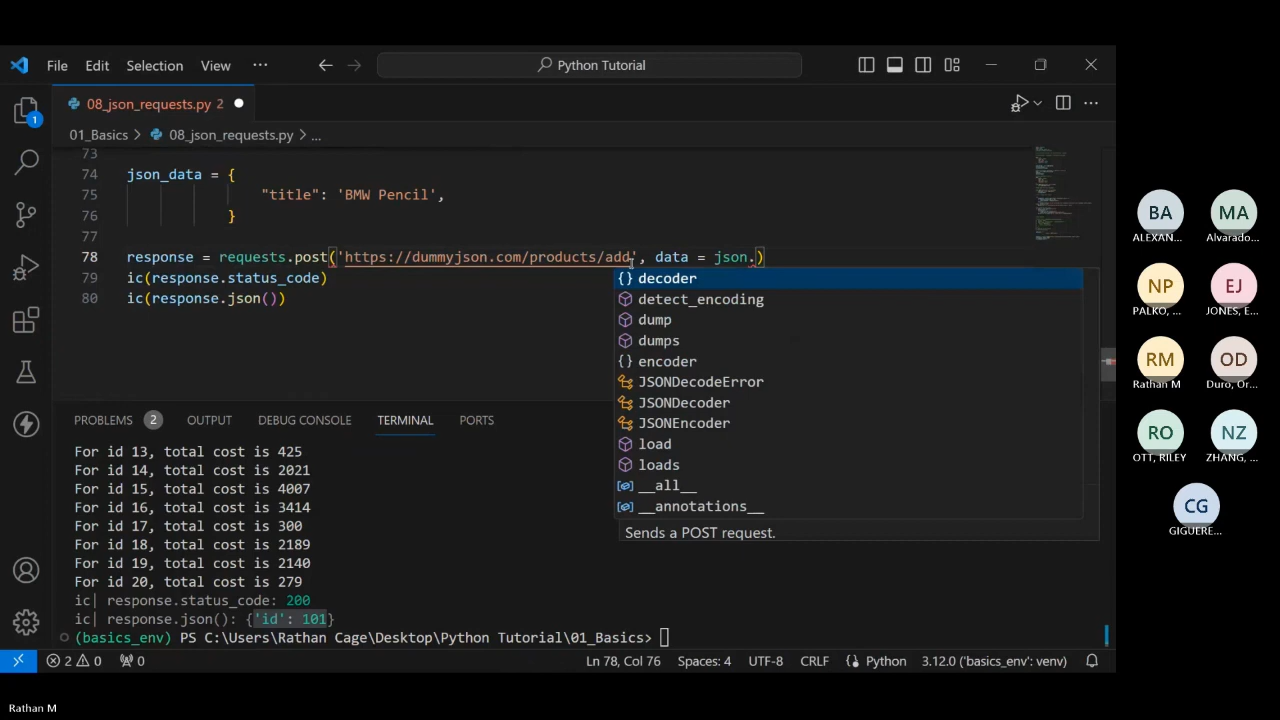 File Edit Selection View ··· Python Tutorial
08_json_requests.py 2
01_Basics > 08_json_requests.py > ...
73
74 json_data = {
75 "title": 'BMW Pencil',
76 }
77
78 response = requests.post('https://dummyjson.com/products/add', data = json.)
79 ic(response.status_code)
80 ic(response.json())
{} decoder
detect_encoding
dump
dumps
{} encoder
JSONDecodeError
JSONDecoder
JSONEncoder
load
loads
__all__
__annotations__
Sends a POST request.
PROBLEMS 2 OUTPUT DEBUG CONSOLE TERMINAL PORTS
For id 13, total cost is 425
For id 14, total cost is 2021
For id 15, total cost is 4007
For id 16, total cost is 3414
For id 17, total cost is 300
For id 18, total cost is 2189
For id 19, total cost is 2140
For id 20, total cost is 279
ic| response.status_code: 200
ic| response.json(): {'id': 101}
(basics_env) PS C:\Users\Rathan Cage\Desktop\Python Tutorial\01_Basics>
1
2 0 0 Ln 78, Col 76 Spaces: 4 UTF-8 CRLF {} Python 3.12.0 ('basics_env': venv)
BA MA
ALEXAN... Alvarado...
NP EJ
PALKO, ... JONES, E...
RM OD
Rathan M Duro, Or...
RO NZ
OTT, RILEY ZHANG, ...
CG
GIGUERE...
Rathan M